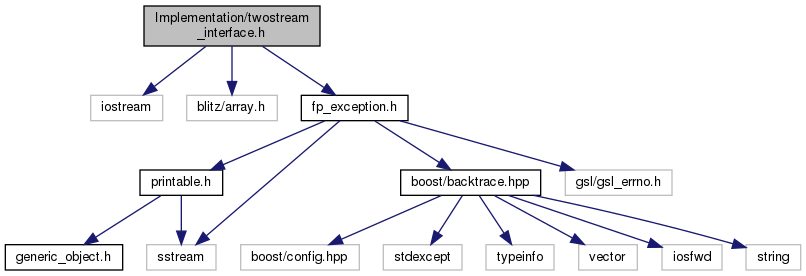 Implementation/twostream
_interface.h
iostream
blitz/array.h
fp_exception.h
printable.h
boost/backtrace.hpp
gsl/gsl_errno.h
generic_object.h
sstream
boost/config.hpp
stdexcept
typeinfo
vector
iosfwd
string